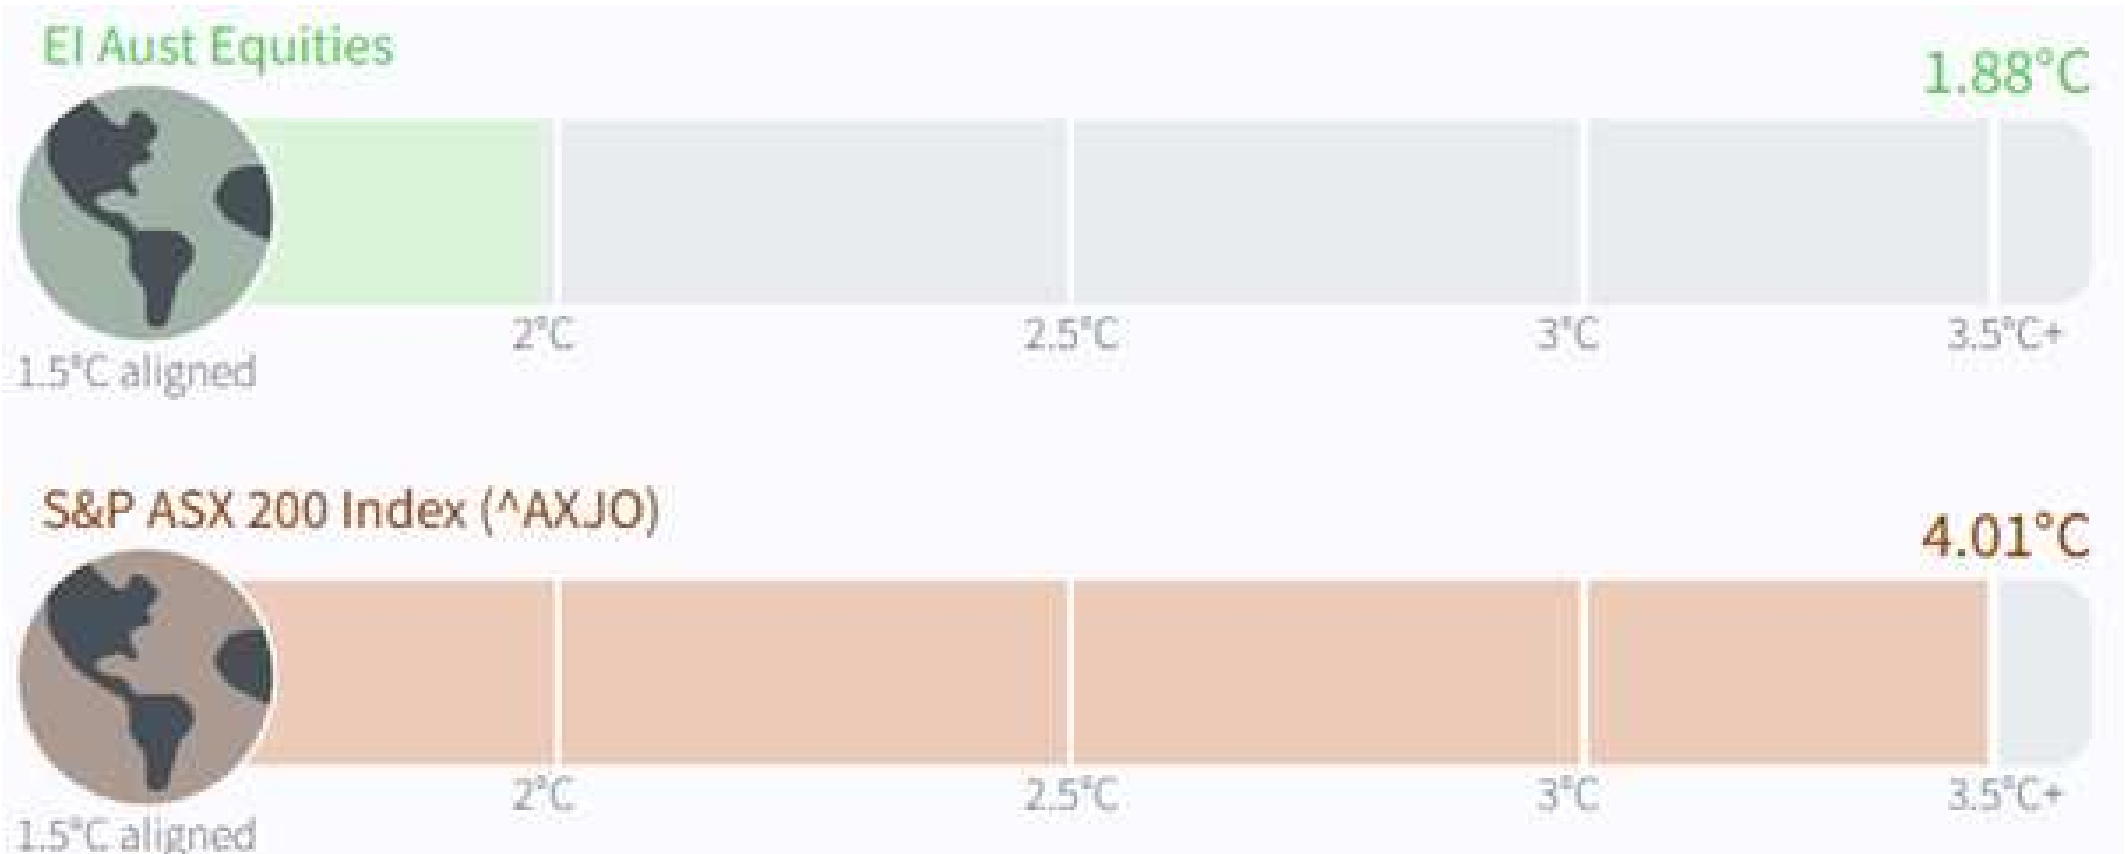 EI Aust Equities
1.88°C
2°C 2.5°C 3°C 3.5°C+
1.5°C aligned
S&P ASX 200 Index (^AXJO)
4.01°C
2°C 2.5°C 3°C 3.5°C+
1.5°C aligned